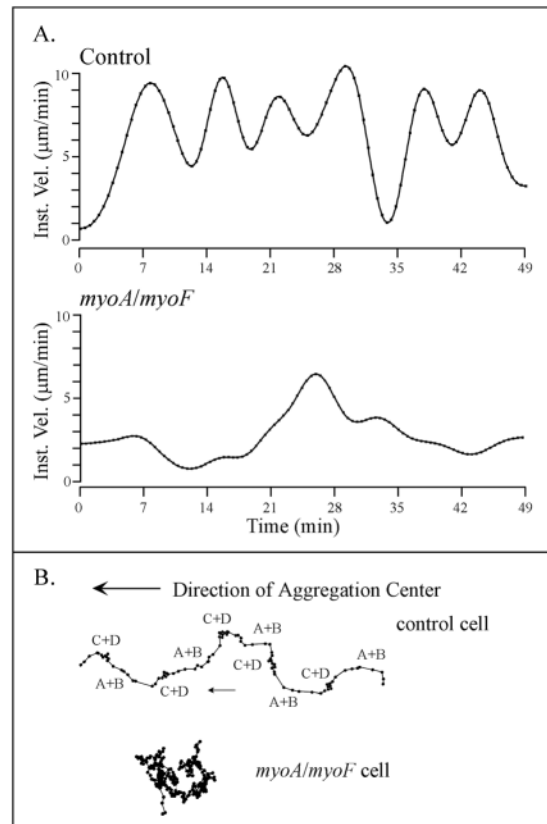 A.
Control
Inst. Vel. (μm/min)
10
5
0
0 7 14 21 28 35 42 49
myoA/myoF
Inst. Vel. (μm/min)
10
5
0
0 7 14 21 28 35 42 49
Time (min)
B.
Direction of Aggregation Center
control cell
C+D A+B C+D A+B C+D A+B C+D A+B
myoA/myoF cell